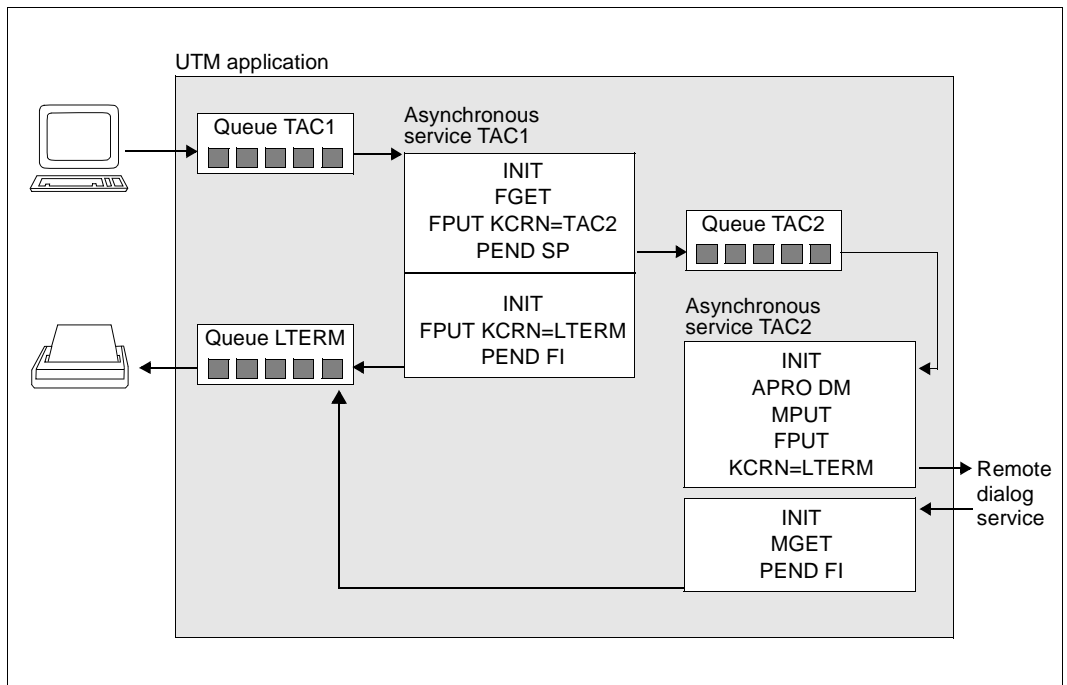 UTM application
Queue TAC1
Asynchronous
service TAC1
INIT
FGET
FPUT KCRN=TAC2
PEND SP
Queue TAC2
INIT
FPUT KCRN=LTERM
PEND FI
Queue LTERM
Asynchronous
service TAC2
INIT
APRO DM
MPUT
FPUT
KCRN=LTERM
Remote
dialog
service
INIT
MGET
PEND FI